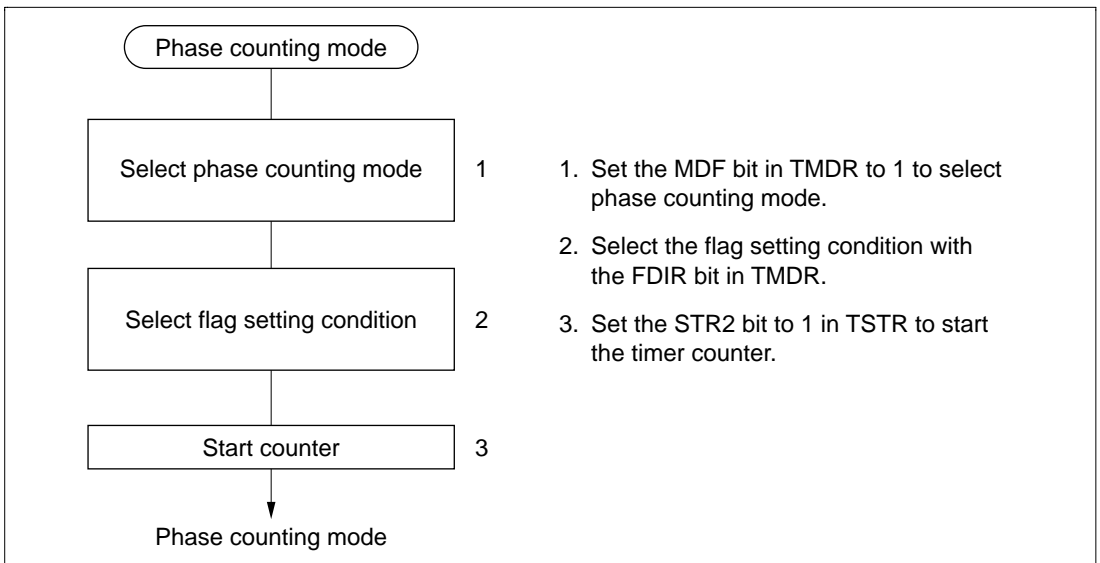 Phase counting mode
Select phase counting mode 1
Select flag setting condition 2
Start counter 3
Phase counting mode
1. Set the MDF bit in TMDR to 1 to select
phase counting mode.
2. Select the flag setting condition with
the FDIR bit in TMDR.
3. Set the STR2 bit to 1 in TSTR to start
the timer counter.